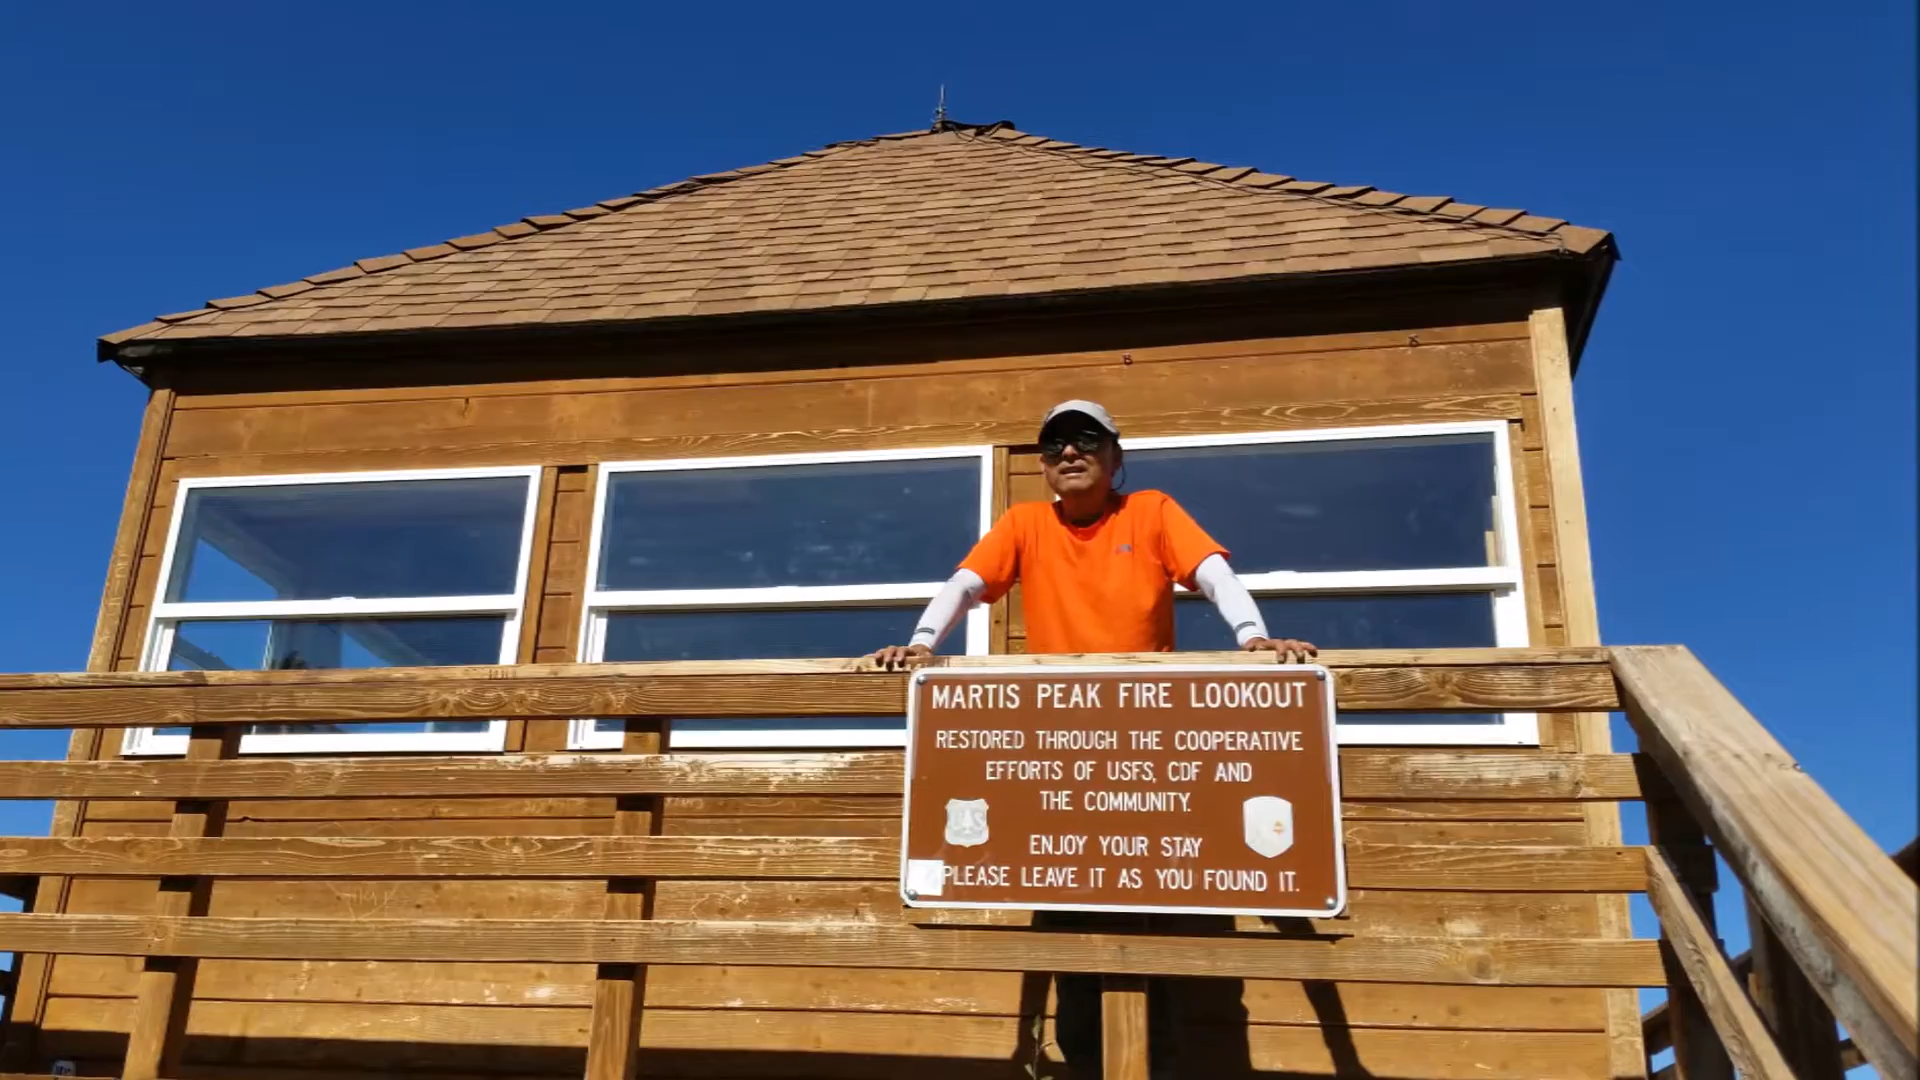 MARTIS PEAK FIRE LOOKOUT
RESTORED THROUGH THE COOPERATIVE
EFFORTS OF USFS, CDF AND
THE COMMUNITY.
U S
ENJOY YOUR STAY
PLEASE LEAVE IT AS YOU FOUND IT.